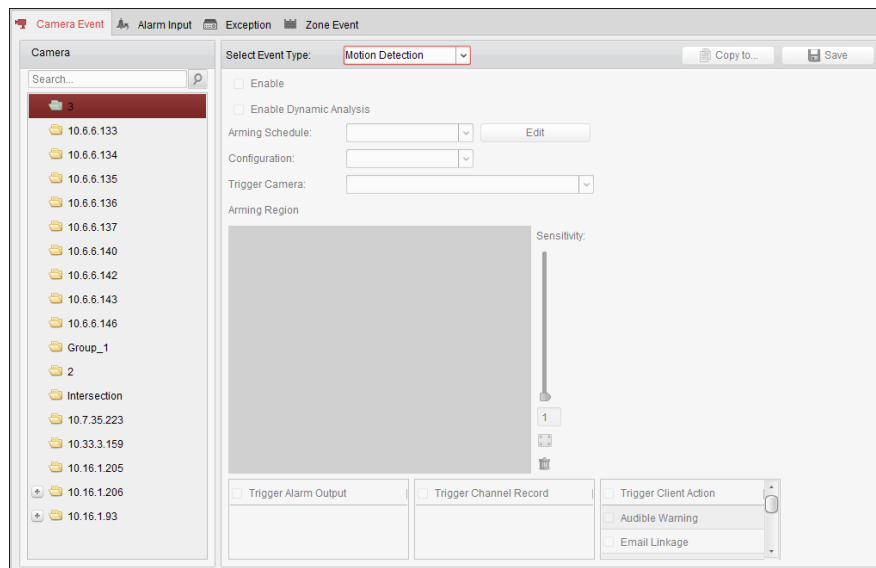 Camera Event Alarm Input Exception Zone Event
Camera
Search...
3
10.6.6.133
10.6.6.134
10.6.6.135
10.6.6.136
10.6.6.137
10.6.6.140
10.6.6.142
10.6.6.143
10.6.6.146
Group_1
2
Intersection
10.7.35.223
10.33.3.159
10.16.1.205
10.16.1.206
10.16.1.93
Select Event Type: Motion Detection Copy to... Save
Enable
Enable Dynamic Analysis
Arming Schedule: Edit
Configuration:
Trigger Camera:
Arming Region
Sensitivity:
1
Trigger Alarm Output
Trigger Channel Record
Trigger Client Action
Audible Warning
Email Linkage